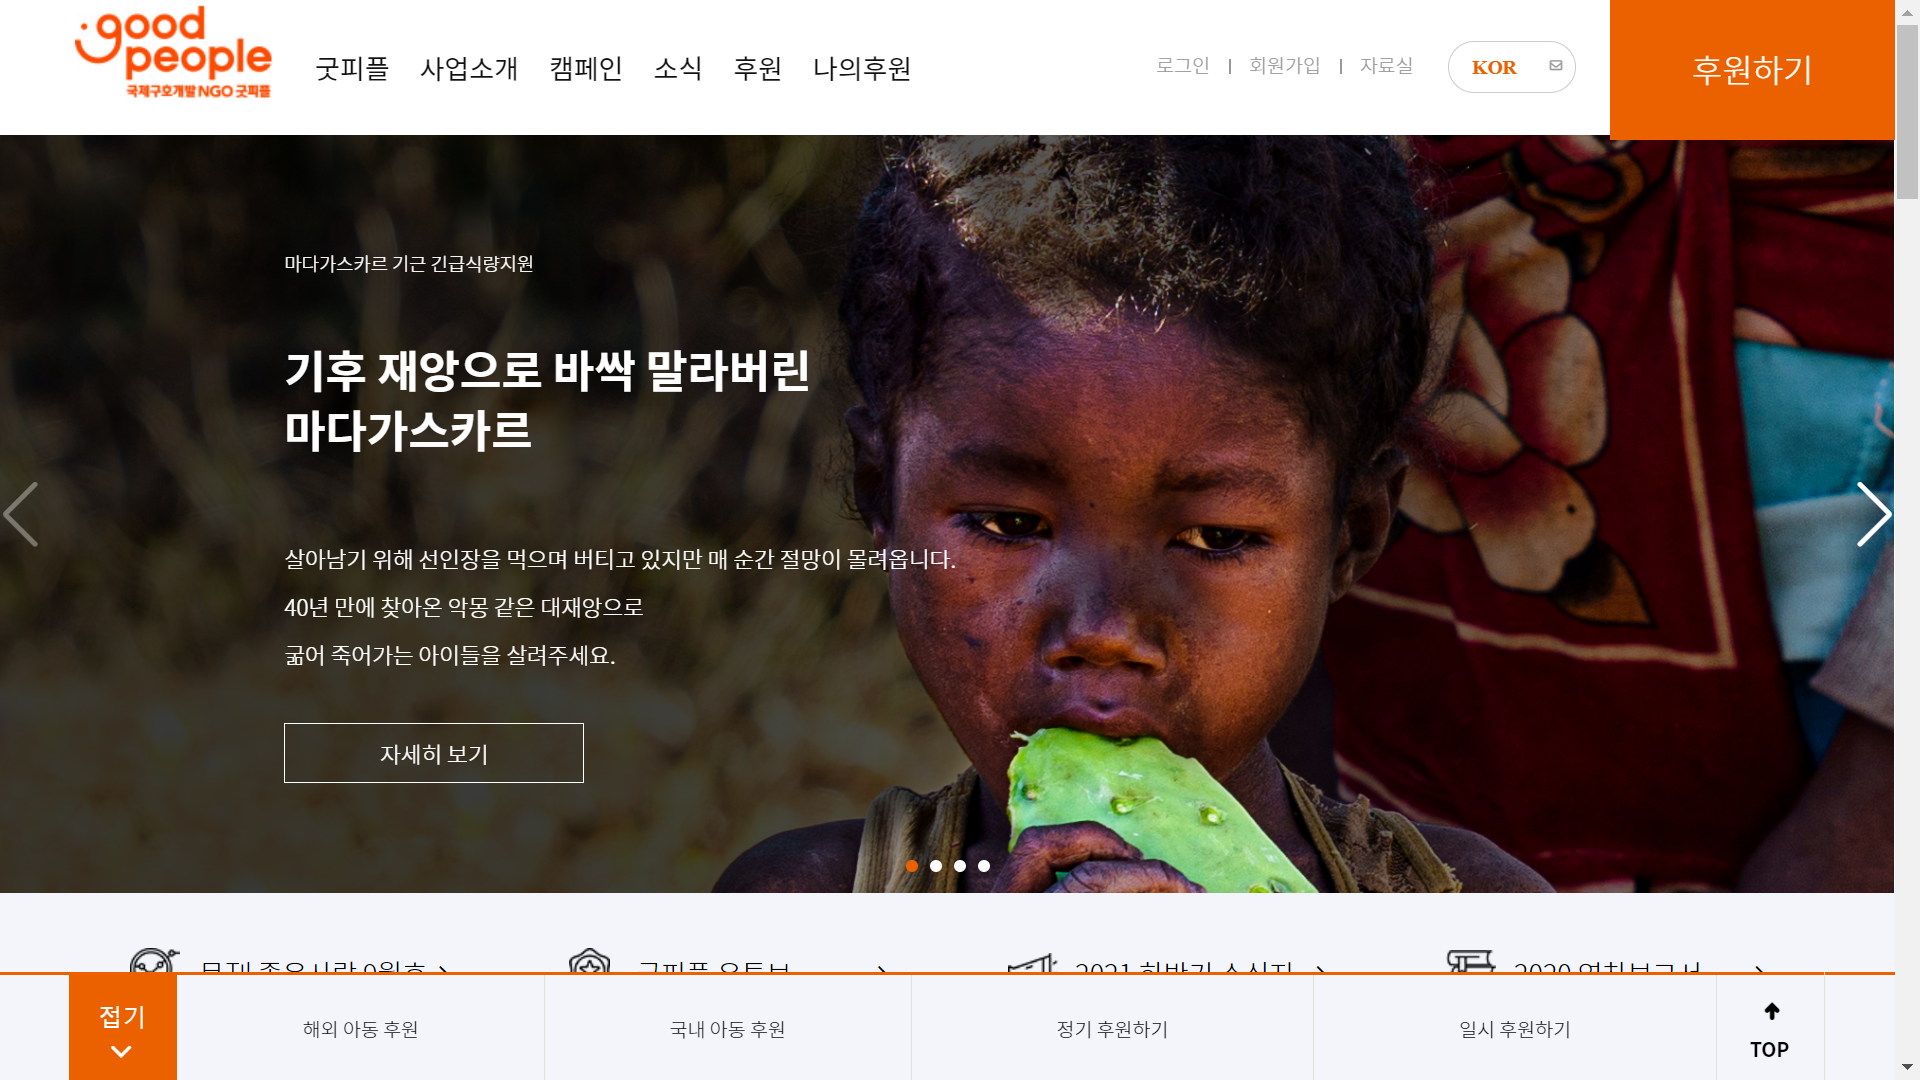 good
people
국제구호개발 NGO 굿피플
굿피플 사업소개 캠페인 소식 후원 나의후원
로그인 회원가입 자료실
KOR
후원하기
마다가스카르 기근 긴급식량지원
기후 재앙으로 바싹 말라버린
마다가스카르
살아남기 위해 선인장을 먹으며 버티고 있지만 매 순간 절망이 몰려옵니다.
40년 만에 찾아온 악몽 같은 대재앙으로
굶어 죽어가는 아이들을 살려주세요.
자세히 보기
좋은사람 9월호
굿피플 유튜브
2021 하반기 소식지
2020 연차보고서
접기
해외 아동 후원
국내 아동 후원
정기 후원하기
일시 후원하기
TOP